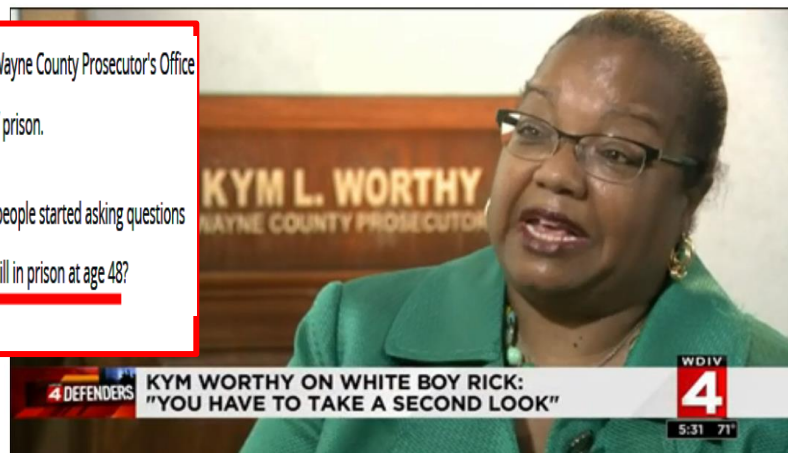 Wayne County Prosecutor's Office
prison.
people started asking questions
in prison at age 48?
KYM L. WORTHY
WAYNE COUNTY PROSECUTOR
4 DEFENDERS
KYM WORTHY ON WHITE BOY RICK:
"YOU HAVE TO TAKE A SECOND LOOK"
WDIV
4
5:31 71°